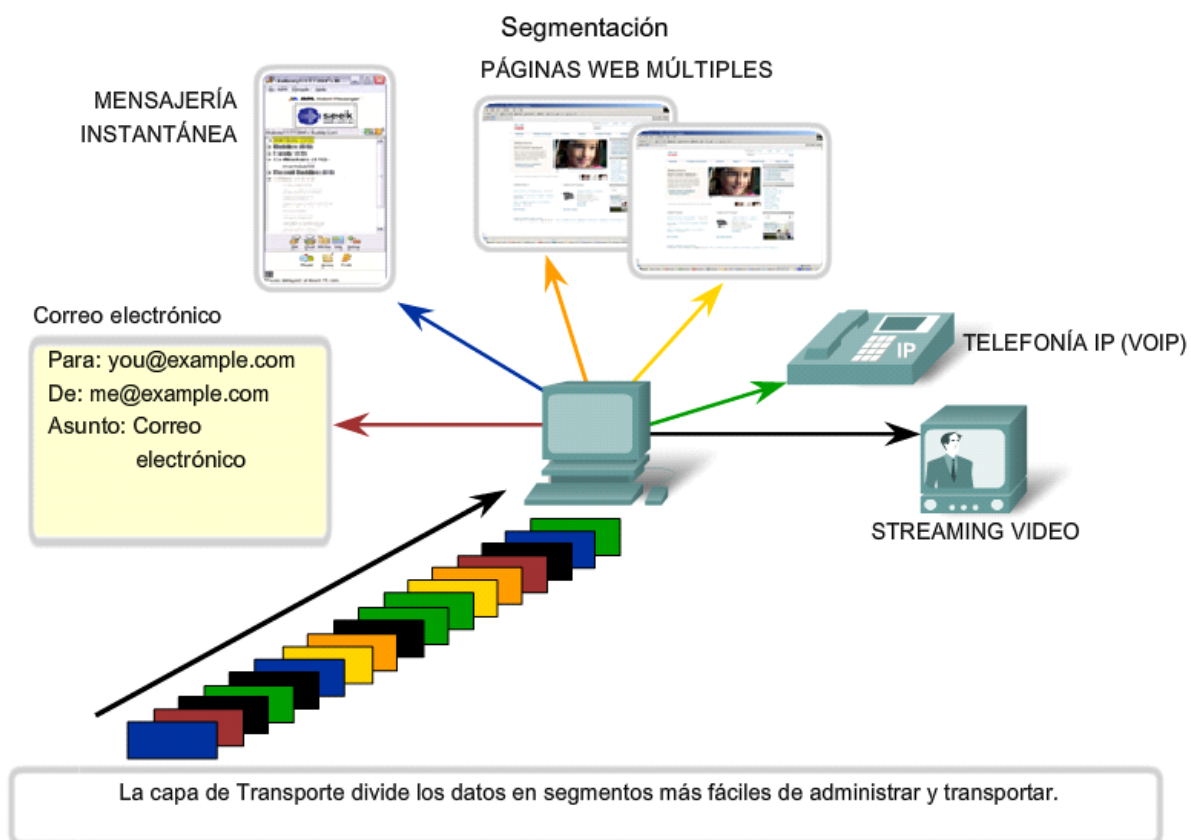 Segmentación
PÁGINAS WEB MÚLTIPLES
MENSAJERÍA
INSTANTÁNEA
seek
Correo electrónico
Para: you@example.com
De: me@example.com
Asunto: Correo
electrónico
IP
TELEFONÍA IP (VOIP)
STREAMING VIDEO
La capa de Transporte divide los datos en segmentos más fáciles de administrar y transportar.